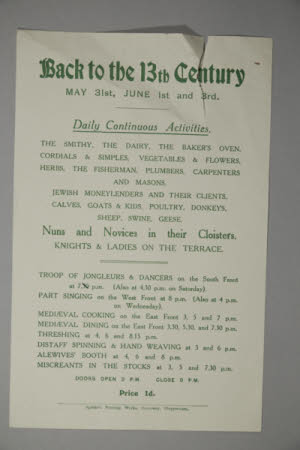 Back to the 13th Century
MAY 31st, JUNE 1st and 3rd.
Daily Continuous Activities.
THE SMITHY, THE DAIRY, THE BAKER'S OVEN,
CORDIALS & SIMPLES, VEGETABLES & FLOWERS,
HERBS, THE FISHERMAN, PLUMBERS, CARPENTERS
AND MASONS.
JEWISH MONEYLENDERS AND THEIR CLIENTS,
CALVES, GOATS & KIDS, POULTRY, DONKEYS,
SHEEP, SWINE, GEESE.
Nuns and Novices in their Cloisters.
KNIGHTS & LADIES ON THE TERRACE.
TROOP OF JONGLEURS & DANCERS on the South Front
at p.m. (Also at 4.30 p.m. on Saturday).
PART SINGING on the West Front at 8 p.m. (Also at 4 p.m.
on Wednesday).
MEDIÆVAL COOKING on the East Front 3, 5 and 7 p.m.
MEDIÆVAL DINING on the East Front 3.30, 5.30, and 7.30 p.m.
THRESHING at 4, 6 and 8.15 p.m.
DISTAFF SPINNING & HAND WEAVING at 3 and 6 p.m.
ALEWIVES' BOOTH at 4, 6 and 8 p.m.
MISCREANTS IN THE STOCKS at 3, 5 and 7.30 p.m.
DOORS OPEN 2 P.M. CLOSE 9 P.M.
Price 1d.
Printing Works,